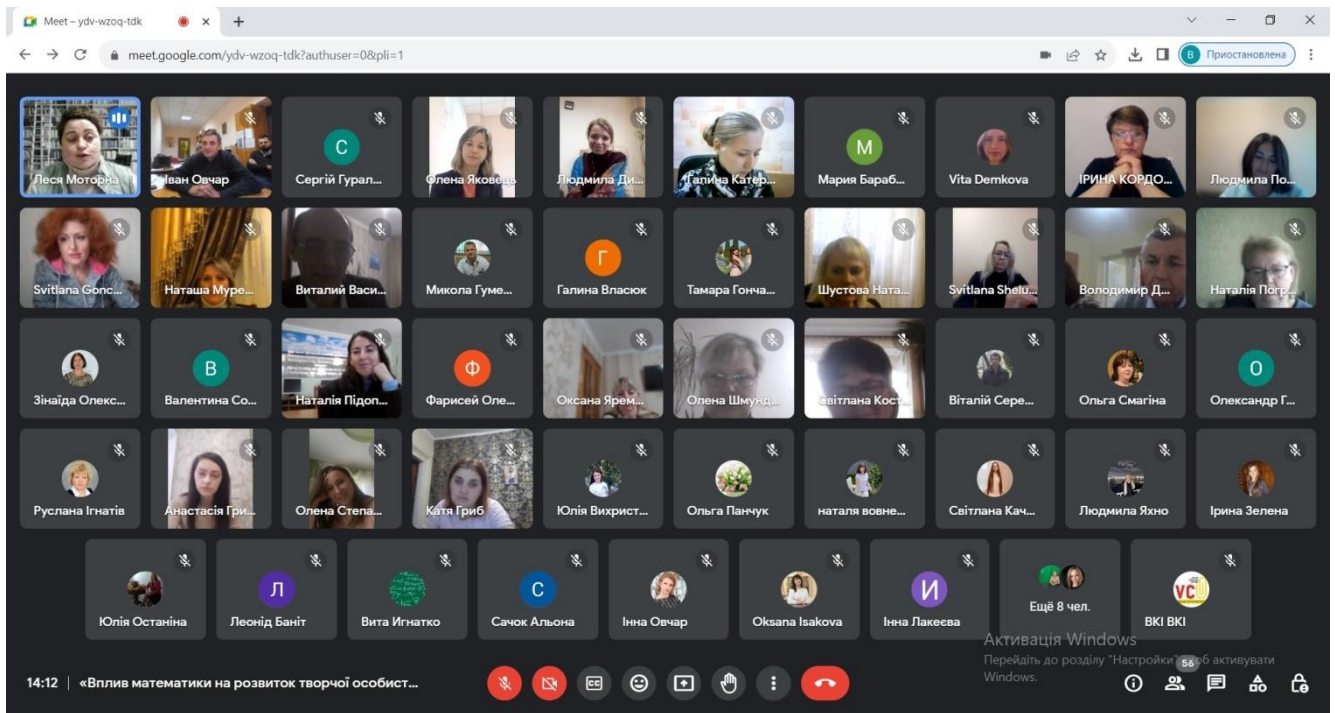 Meet – ydv-wzoq-tdk
meet.google.com/ydv-wzoq-tdk?authuser=0&pli=1
В Приостановлена
Леся Моторна
Іван Овчар
С
Сергій Гурал...
Олена Яковець
Людмила Ди...
Галина Катер...
М
Мария Бараб...
Vita Demkova
ІРИНА КОРДО...
Людмила По...
Svitlana Gonc...
Наташа Муре...
Виталий Васи...
Микола Гуме...
Г
Галина Власюк
Тамара Гонча...
Шустова Ната...
Svitlana Shelu...
Володимир Д...
Наталія Погр...
Зінаїда Олекс...
В
Валентина Со...
Наталія Підоп...
Ф
Фарисей Оле...
Оксана Ярем...
Олена Шмунд...
Світлана Кост...
Віталій Сере...
Ольга Смагіна
О
Олександр Г...
Руслана Ігнатів
Анастасія Гри...
Олена Степа...
Катя Гриб
Юлія Вихрист...
Ольга Панчук
наталя вовне...
Світлана Кач...
Людмила Яхно
Ірина Зелена
Юлія Останіна
Л
Леонід Баніт
Вита Игнатко
С
Сачок Альона
Інна Овчар
Oksana Isakova
И
Інна Лакеєва
Ещё 8 чел.
VCI
ВКІ ВКІ
Активація Windows
Перейдіть до розділу "Настройки", щоб активувати
Windows.
14:12 | «Вплив математики на розвиток творчої особист...
CC
56